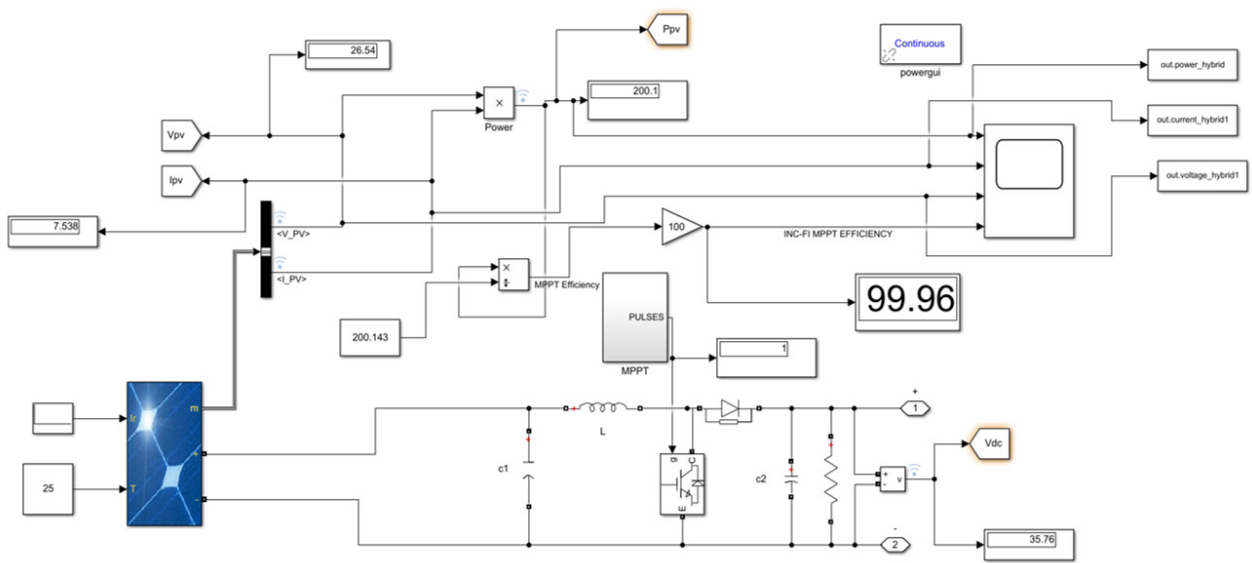 Ppv
Continuous
powergui
26.54
out.power_hybrid
200.1
×
Power
out.current_hybrid1
Vpv
Ipv
out.voltage_hybrid1
7.538
<V_PV>
100
INC-FI MPPT EFFICIENCY
<I_PV>
×
÷
MPPT Efficiency
99.96
PULSES
200.143
1
MPPT
Ir
m
+
1
L
+
Vdc
g
C
c1
c2
25
T
+
-
v
E
-
-
2
35.76